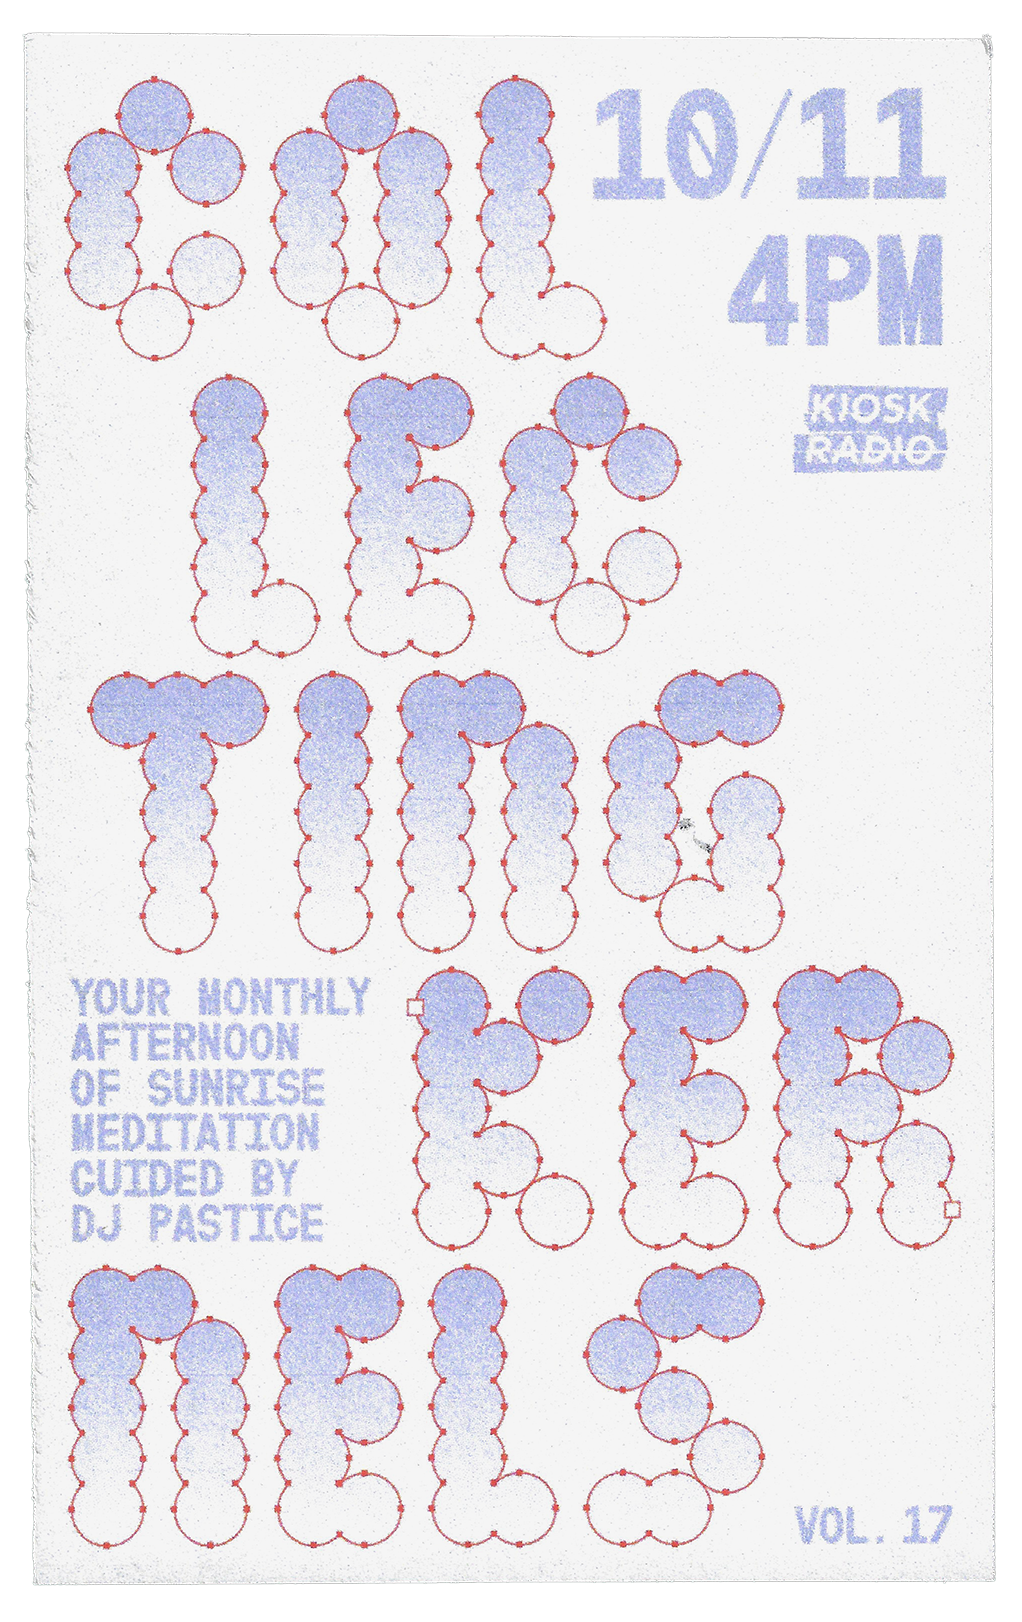 COL
10/11
4PM
KIOSK
RADIO
LEC
TING
KER
YOUR MONTHLY
AFTERNOON
OF SUNRISE
MEDITATION
GUIDED BY
DJ PASTICE
NELS
VOL. 17